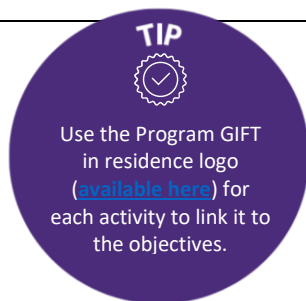 TIP
Use the Program GIFT
in residence logo
(available here) for
each activity to link it to
the objectives.